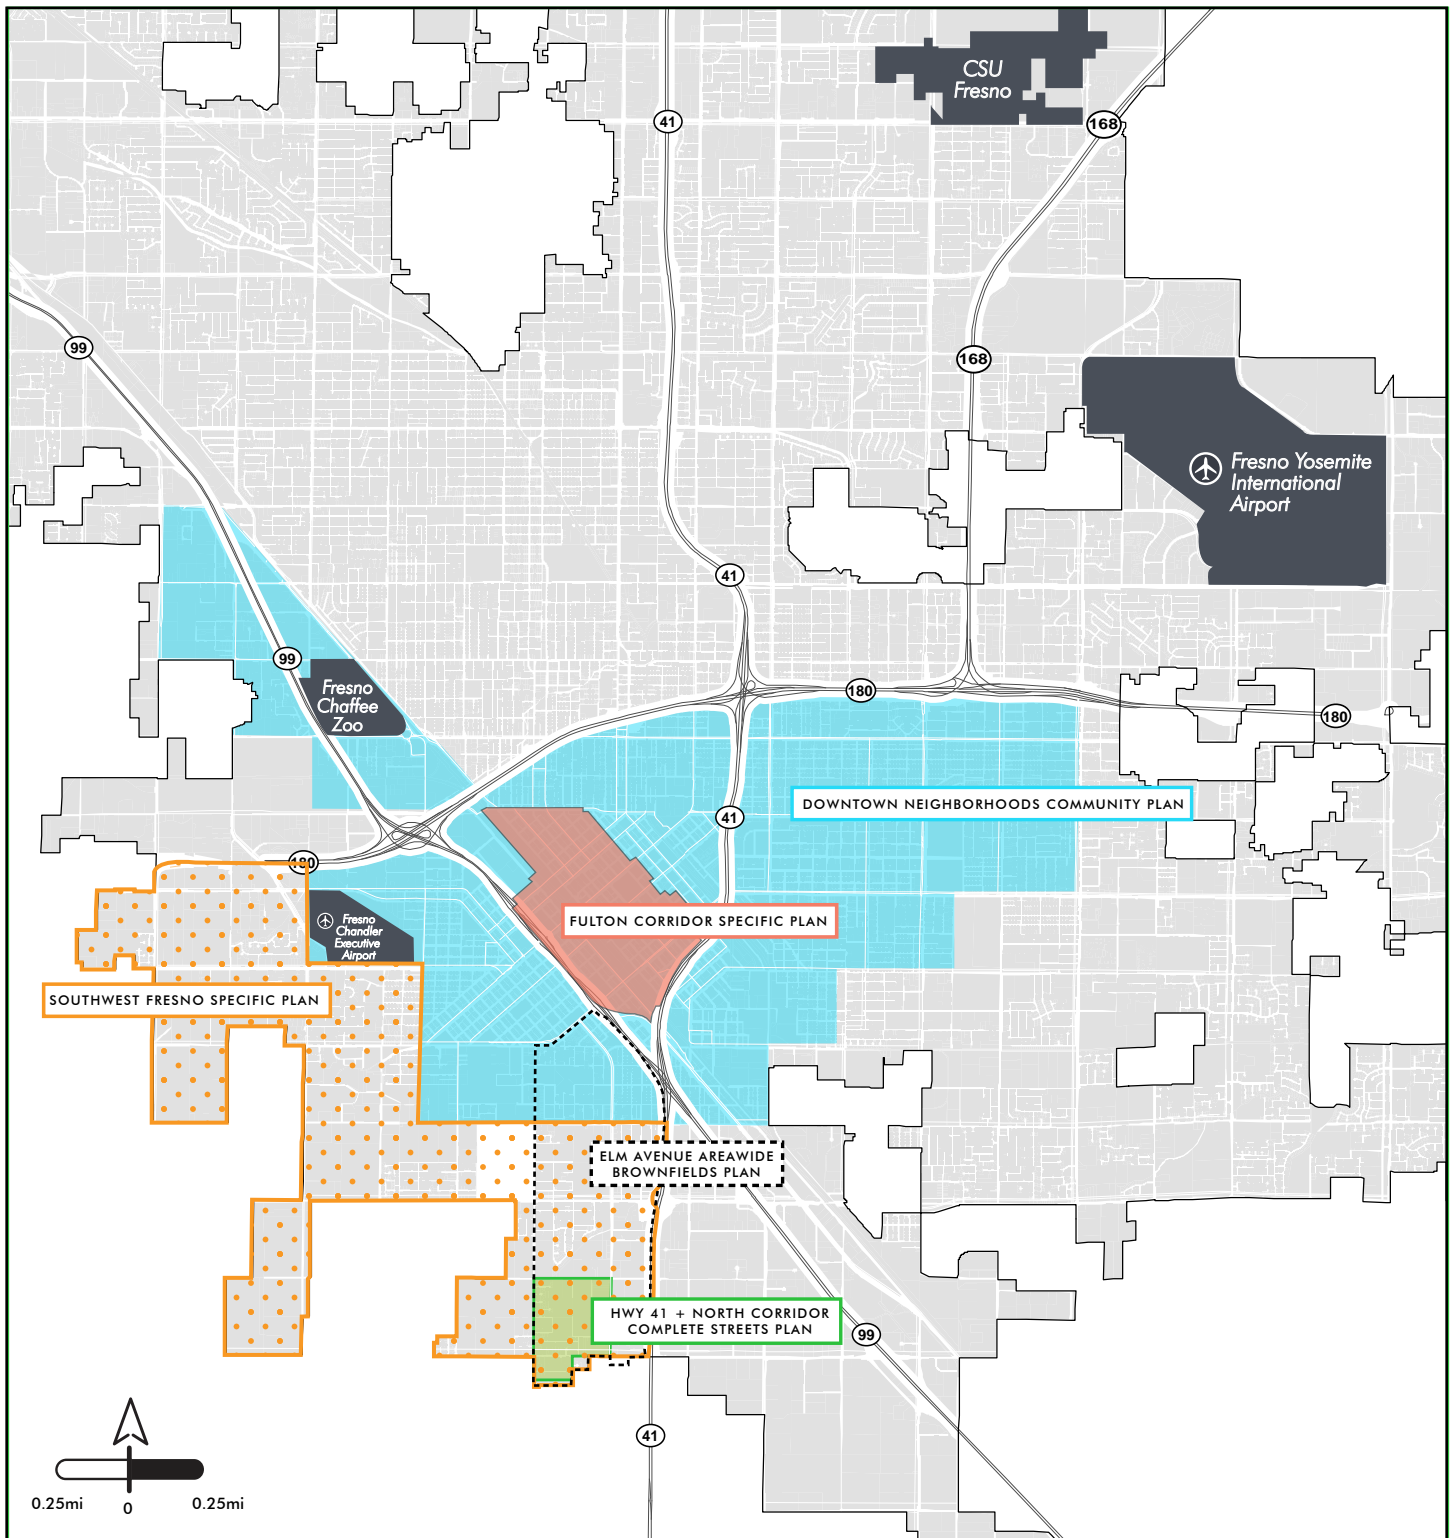 CSU
Fresno
41
168
99
168
Fresno Yosemite
International
Airport
41
99
Fresno
Chaffee
Zoo
180
180
DOWNTOWN NEIGHBORHOODS COMMUNITY PLAN
41
180
FULTON CORRIDOR SPECIFIC PLAN
Fresno
Chandler
Executive
Airport
SOUTHWEST FRESNO SPECIFIC PLAN
ELM AVENUE AREAWIDE
BROWNFIELDS PLAN
HWY 41 + NORTH CORRIDOR
COMPLETE STREETS PLAN
99
41
0.25mi
0
0.25mi